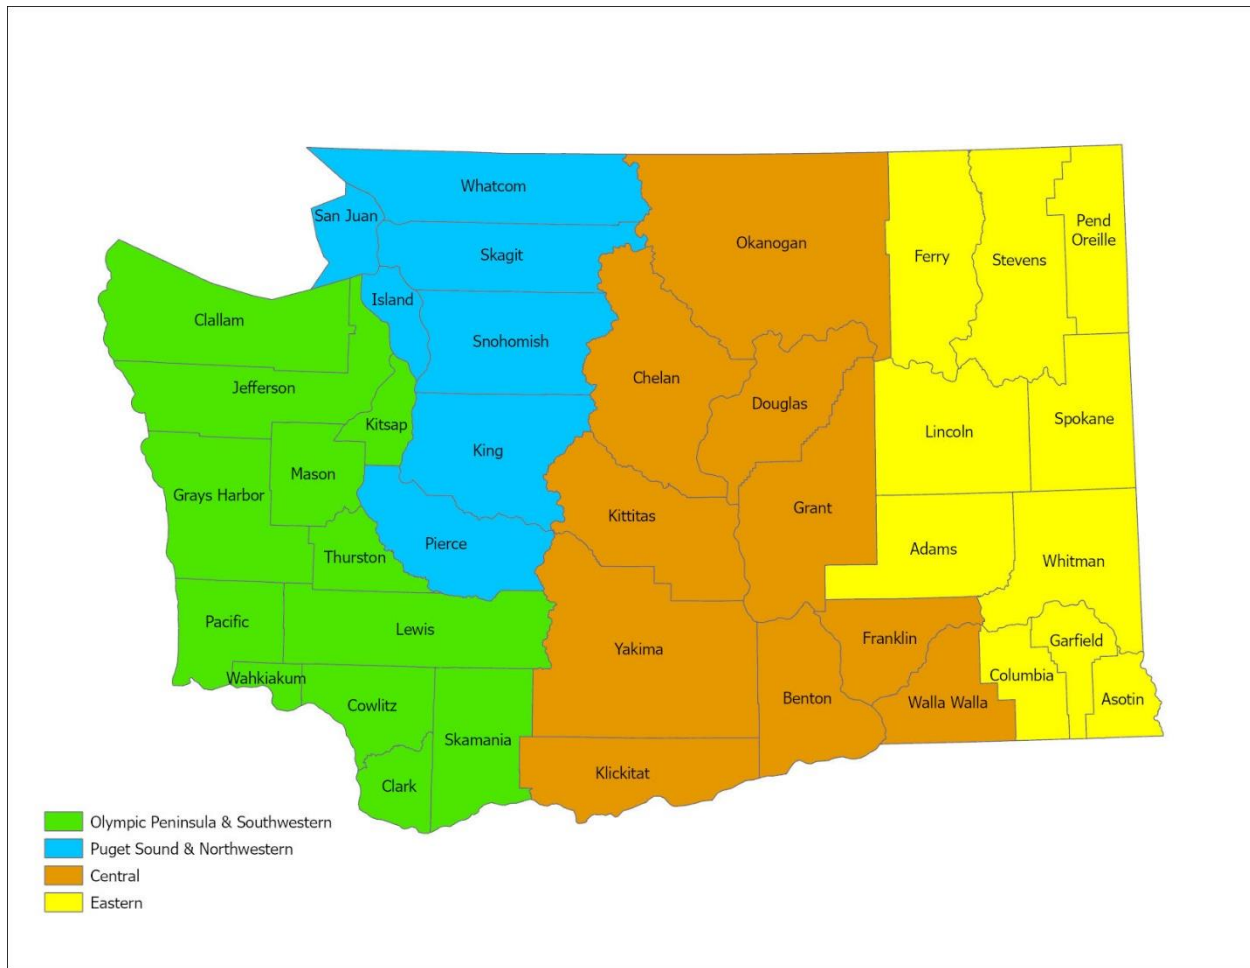 Whatcom
San Juan
Okanogan
Pend
Oreille
Skagit
Ferry
Stevens
Island
Clallam
Snohomish
Chelan
Jefferson
Douglas
Kitsap
Spokane
Lincoln
King
Mason
Grays Harbor
Grant
Kittitas
Pierce
Adams
Thurston
Whitman
Pacific
Lewis
Franklin
Garfield
Yakima
Columbia
Wahkiakum
Benton
Asotin
Walla Walla
Cowlitz
Skamania
Klickitat
Clark
Olympic Peninsula & Southwestern
Puget Sound & Northwestern
Central
Eastern